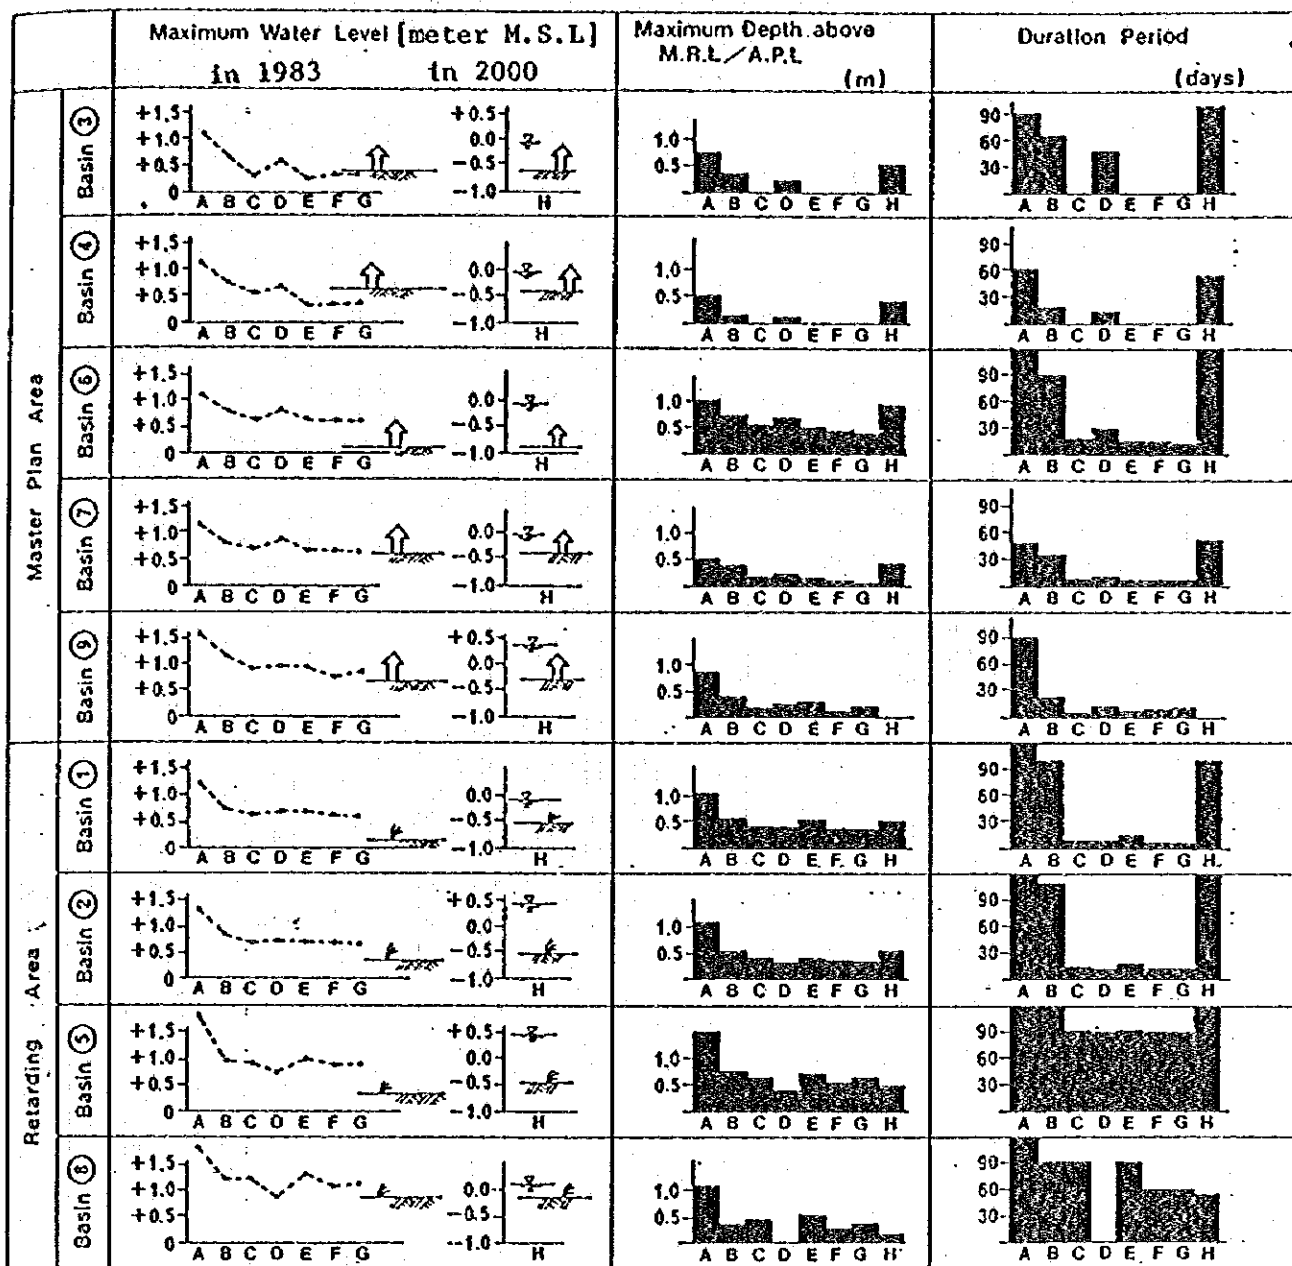 Maximum Water Level [meter M.S.L]
in 1983 in 2000
Maximum Depth above
M.R.L/A.P.L
(m)
Duration Period
(days)
Master Plan Area
Basin ③
+1.5
+1.0
+0.5
0
A B C D E F G
+0.5
0.0
-0.5
-1.0
H
1.0
0.5
A B C D E F G H
90
60
30
A B C D E F G H
Basin ④
+1.5
+1.0
+0.5
0
A B C D E F G
0.0
-0.5
-1.0
H
1.0
0.5
A B C D E F G H
90
60
30
A B C D E F G H
Basin ⑥
+1.5
+1.0
+0.5
0
A B C D E F G
0.0
-0.5
-1.0
H
1.0
0.5
A B C D E F G H
90
60
30
A B C D E F G H
Basin ⑦
+1.5
+1.0
+0.5
0
A B C D E F G
0.0
-0.5
-1.0
H
1.0
0.5
A B C D E F G H
90
60
30
A B C D E F G H
Basin ⑨
+1.5
+1.0
+0.5
0
A B C D E F G
+0.5
0.0
-0.5
-1.0
H
1.0
0.5
A B C D E F G H
90
60
30
A B C D E F G H
Retarding Area
Basin ①
+1.5
+1.0
+0.5
0
A B C D E F G
0.0
-0.5
-1.0
H
1.0
0.5
A B C D E F G H
90
60
30
A B C D E F G H
Basin ②
+1.5
+1.0
+0.5
0
A B C D E F G
+0.5
0.0
-0.5
-1.0
H
1.0
0.5
A B C D E F G H
90
60
30
A B C D E F G H
Basin ⑤
+1.5
+1.0
+0.5
0
A B C D E F G
+0.5
0.0
-0.5
-1.0
H
1.0
0.5
A B C D E F G H
90
60
30
A B C D E F G H
Basin ⑧
+1.5
+1.0
+0.5
0
A B C D E F G
0.0
-0.5
-1.0
H
1.0
0.5
A B C D E F G H
90
60
30
A B C D E F G H